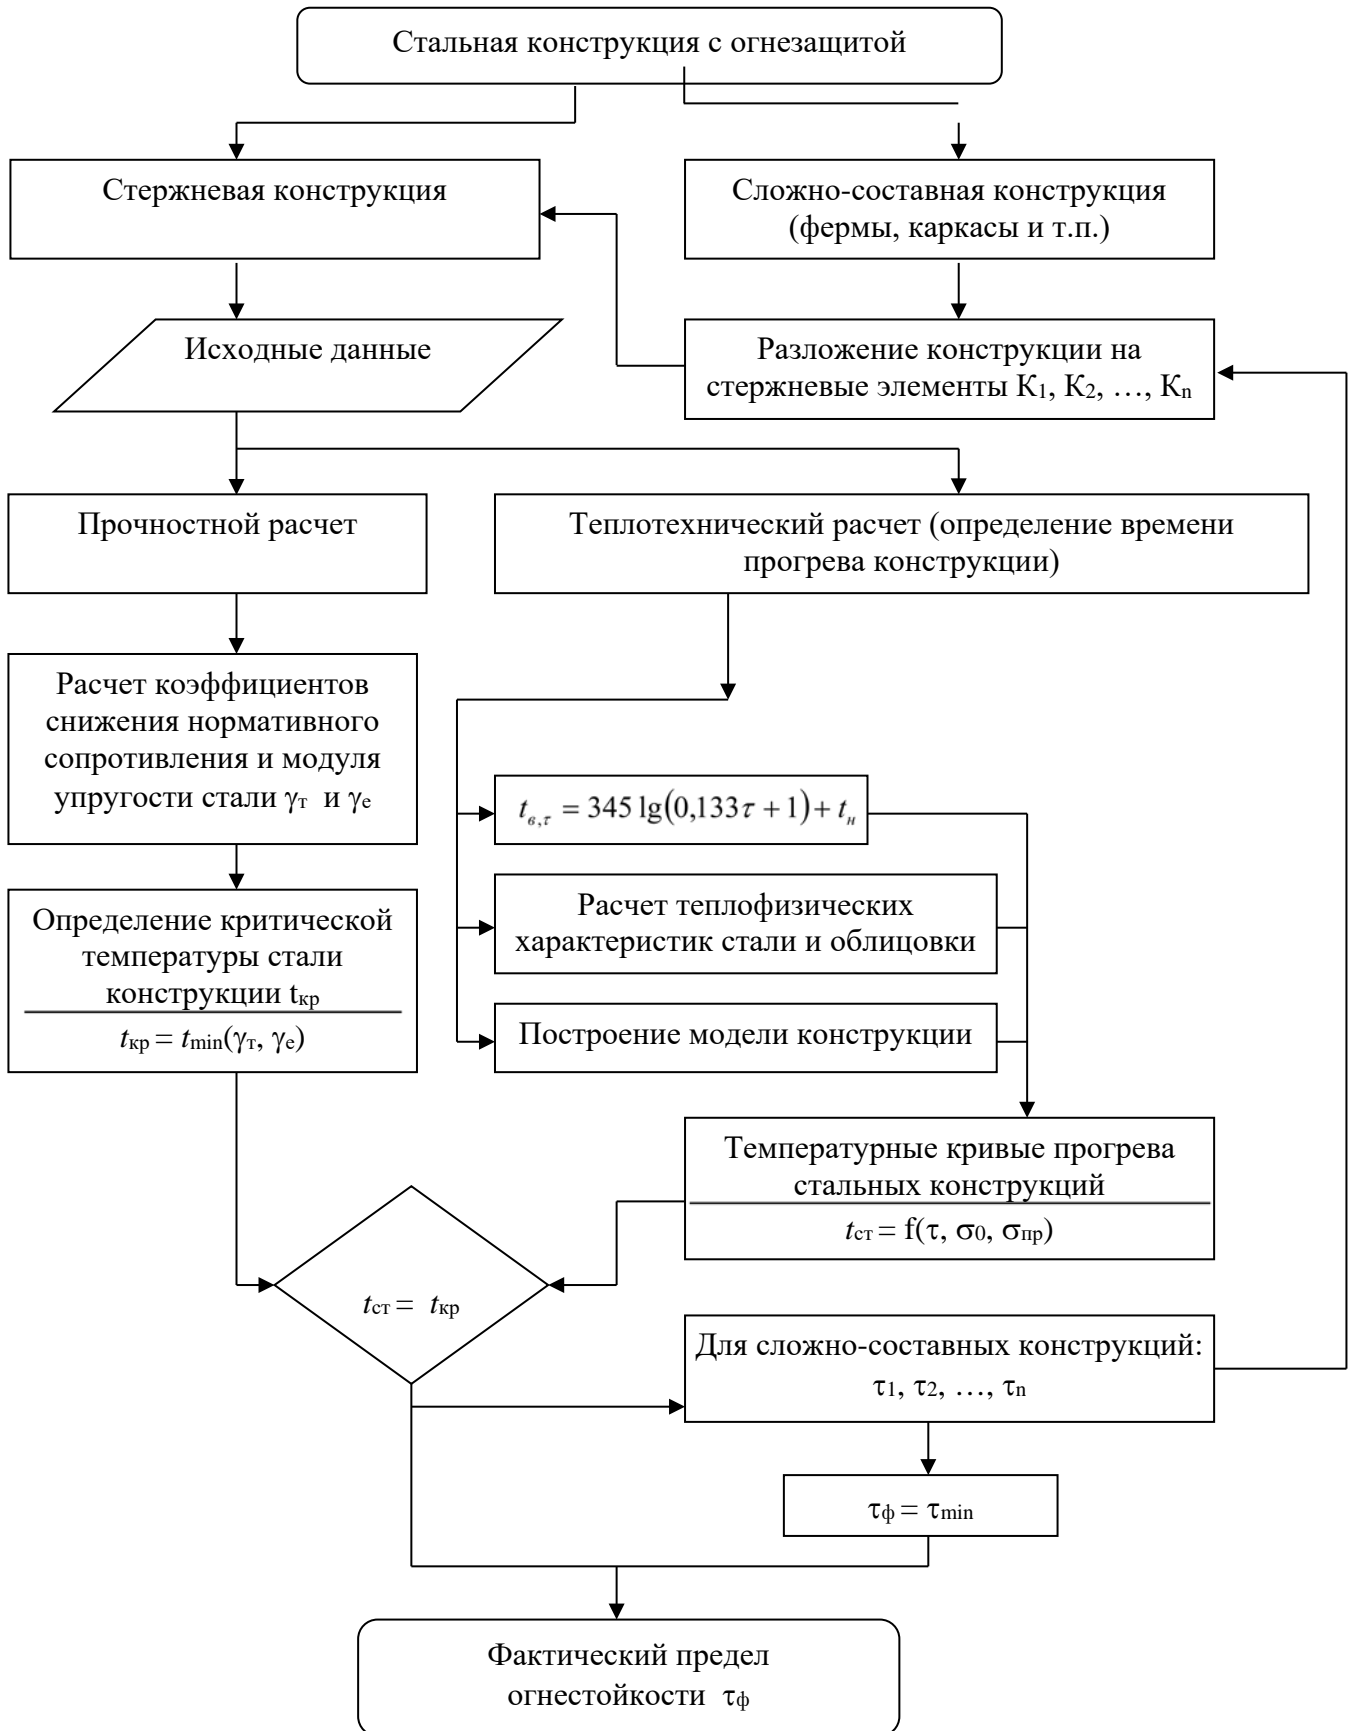 Стальная конструкция с огнезащитой
Стержневая конструкция
Сложно-составная конструкция
(фермы, каркасы и т.п.)
Исходные данные
Разложение конструкции на
стержневые элементы К₁, К₂, …, Кₙ
Прочностной расчет
Теплотехнический расчет (определение времени
прогрева конструкции)
Расчет коэффициентов
снижения нормативного
сопротивления и модуля
упругости стали γт и γе
t в,τ = 345 lg(0,133τ + 1) + t н
Расчет теплофизических
характеристик стали и облицовки
Построение модели конструкции
Определение критической
температуры стали
конструкции tкр
tкр = tmin(γт, γе)
Температурные кривые прогрева
стальных конструкций
tст = f(τ, σ0, σпр)
tст = tкр
Для сложно-составных конструкций:
τ1, τ2, …, τn
τф = τmin
Фактический предел
огнестойкости τф